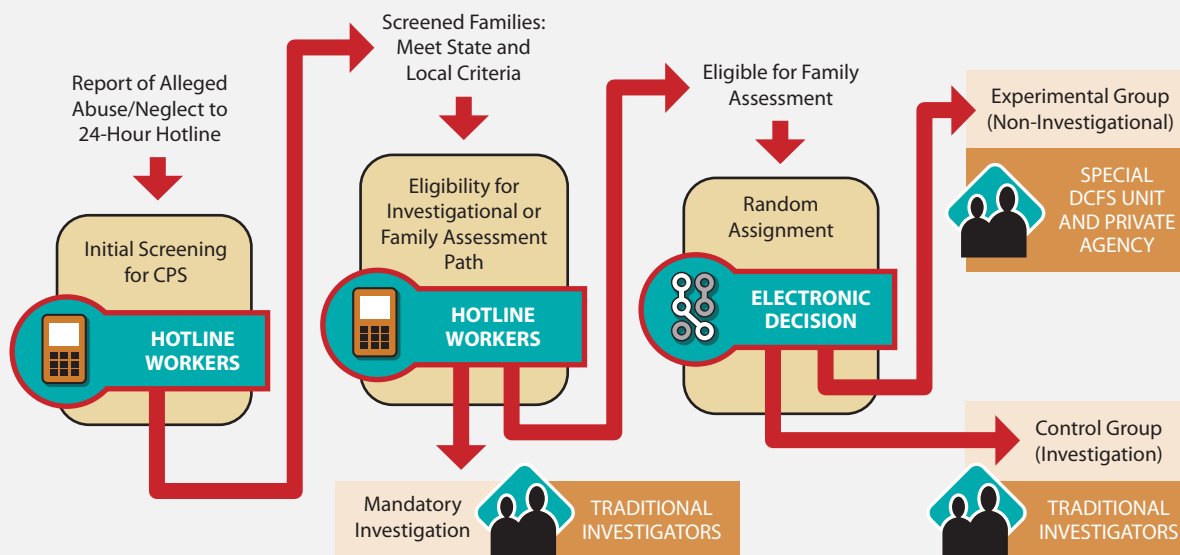 Report of Alleged
Abuse/Neglect to
24-Hour Hotline
Initial Screening
for CPS
HOTLINE
WORKERS
Screened Families:
Meet State and
Local Criteria
Eligibility for
Investigational or
Family Assessment
Path
HOTLINE
WORKERS
Mandatory
Investigation
TRADITIONAL
INVESTIGATORS
Eligible for Family
Assessment
Random
Assignment
ELECTRONIC
DECISION
Experimental Group
(Non-Investigational)
SPECIAL
DCFS UNIT
AND PRIVATE
AGENCY
Control Group
(Investigation)
TRADITIONAL
INVESTIGATORS